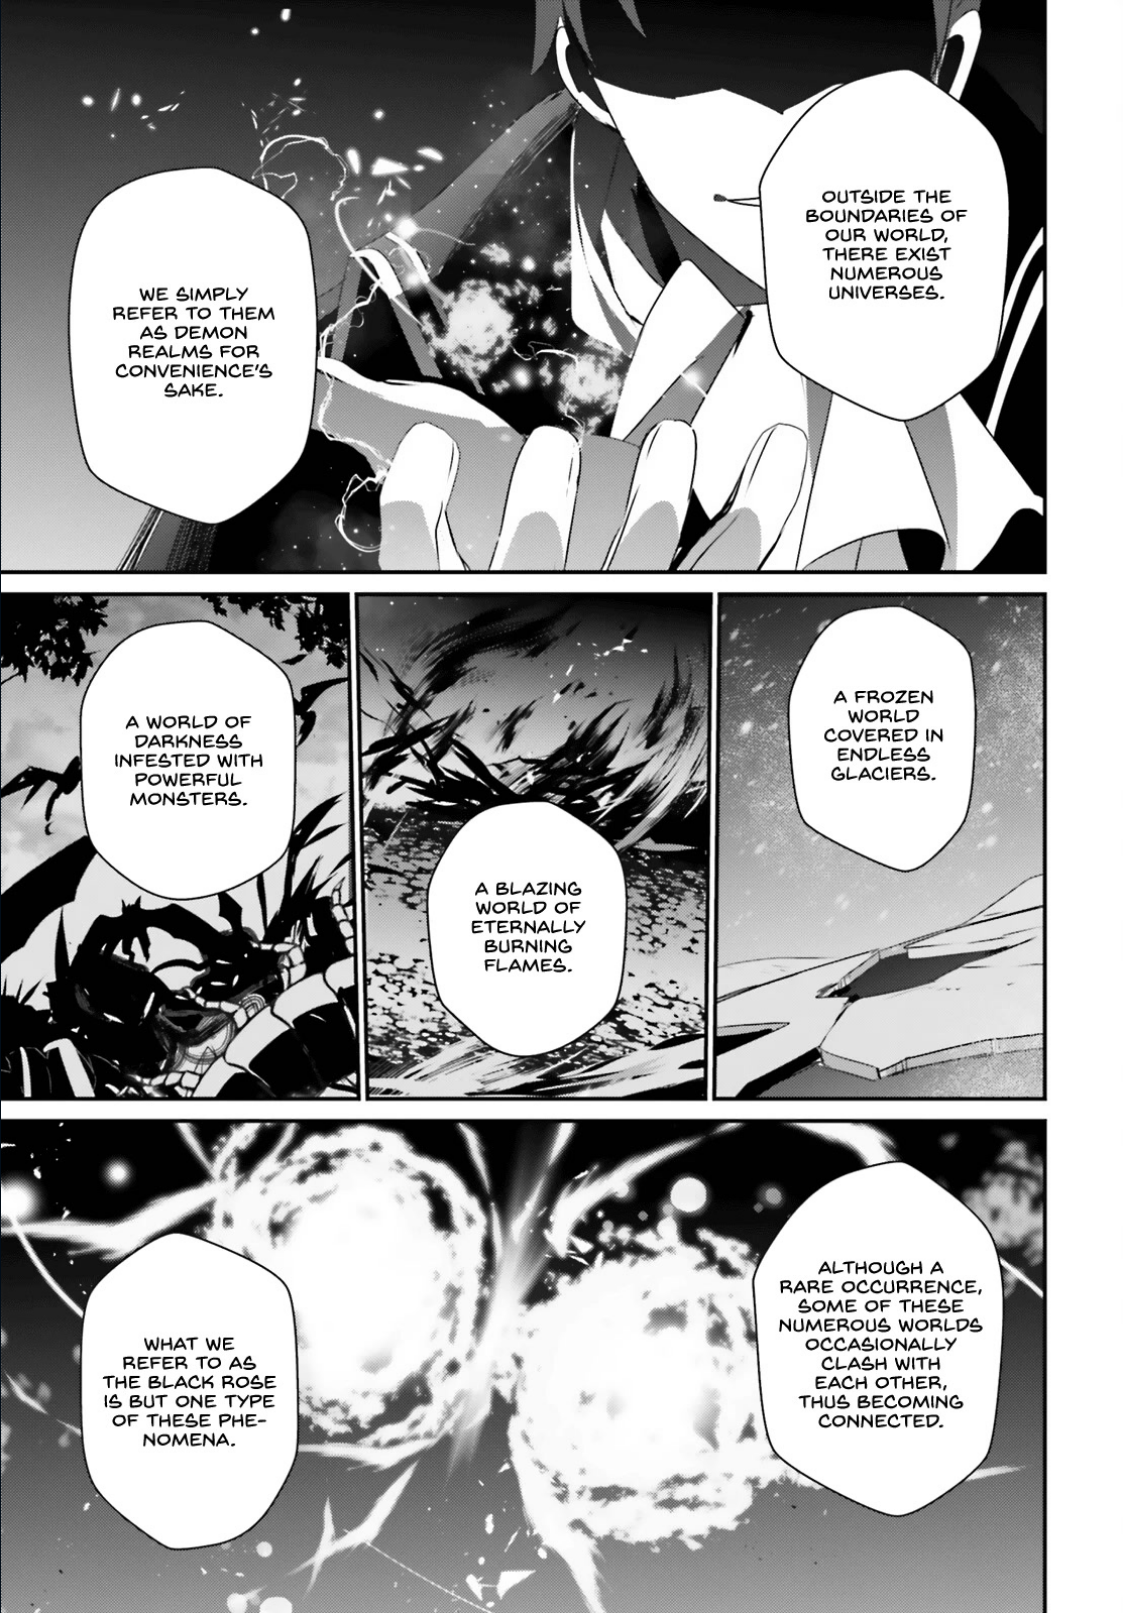 OUTSIDE THE
BOUNDARIES OF
OUR WORLD,
THERE EXIST
NUMEROUS
UNIVERSES.
WE SIMPLY
REFER TO THEM
AS DEMON
REALMS FOR
CONVENIENCE'S
SAKE.
A FROZEN
WORLD
COVERED IN
ENDLESS
GLACIERS.
A BLAZING
WORLD OF
ETERNALLY
BURNING
FLAMES.
A WORLD OF
DARKNESS
INFESTED WITH
POWERFUL
MONSTERS.
ALTHOUGH A
RARE OCCURRENCE,
SOME OF THESE
NUMEROUS WORLDS
OCCASIONALLY
CLASH WITH
EACH OTHER,
THUS BECOMING
CONNECTED.
WHAT WE
REFER TO AS
THE BLACK ROSE
IS BUT ONE TYPE
OF THESE PHE-
NOMENA.